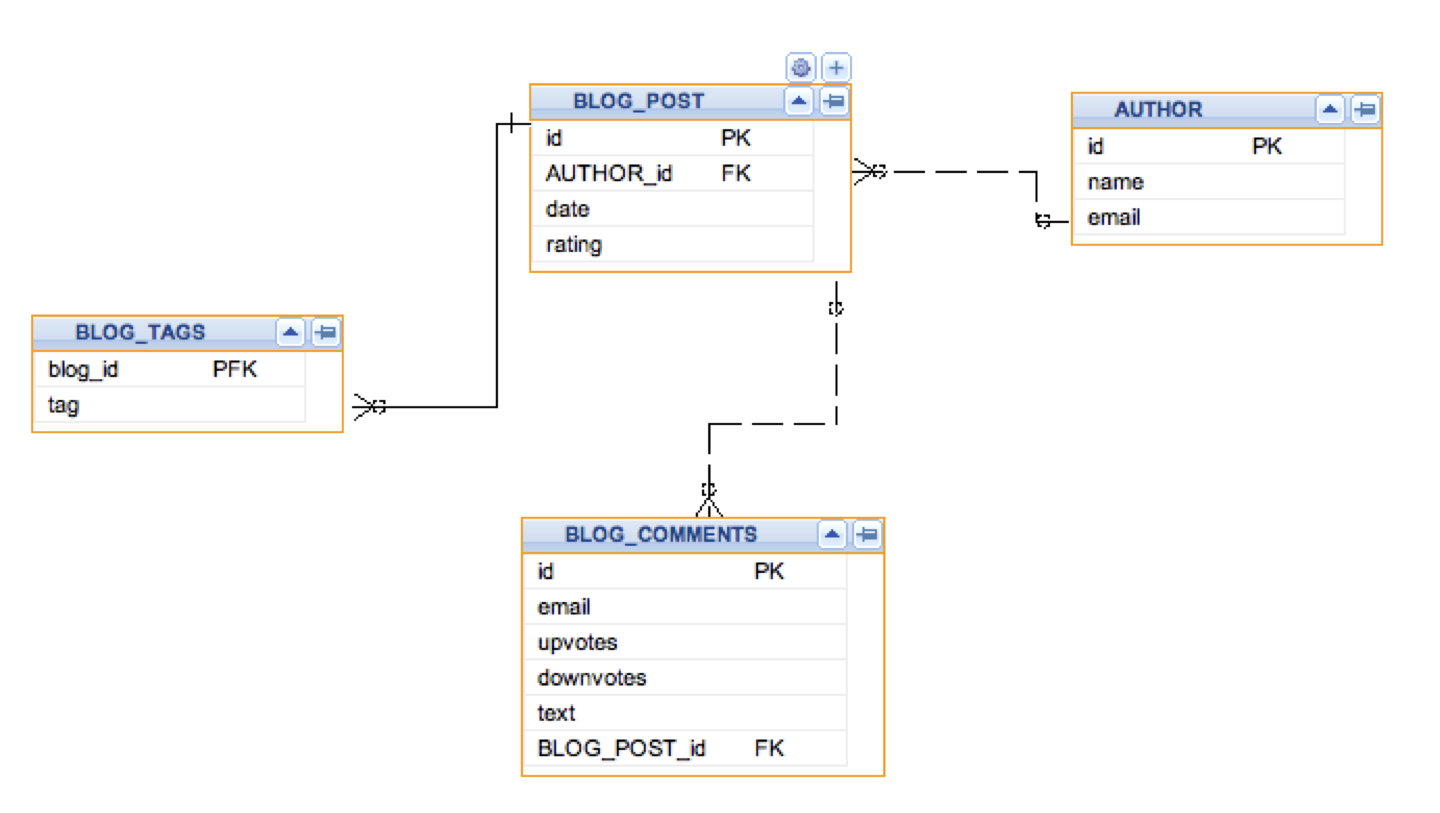 BLOG_POST
id PK
AUTHOR_id FK
date
rating
AUTHOR
id PK
name
email
BLOG_TAGS
blog_id PFK
tag
BLOG_COMMENTS
id PK
email
upvotes
downvotes
text
BLOG_POST_id FK